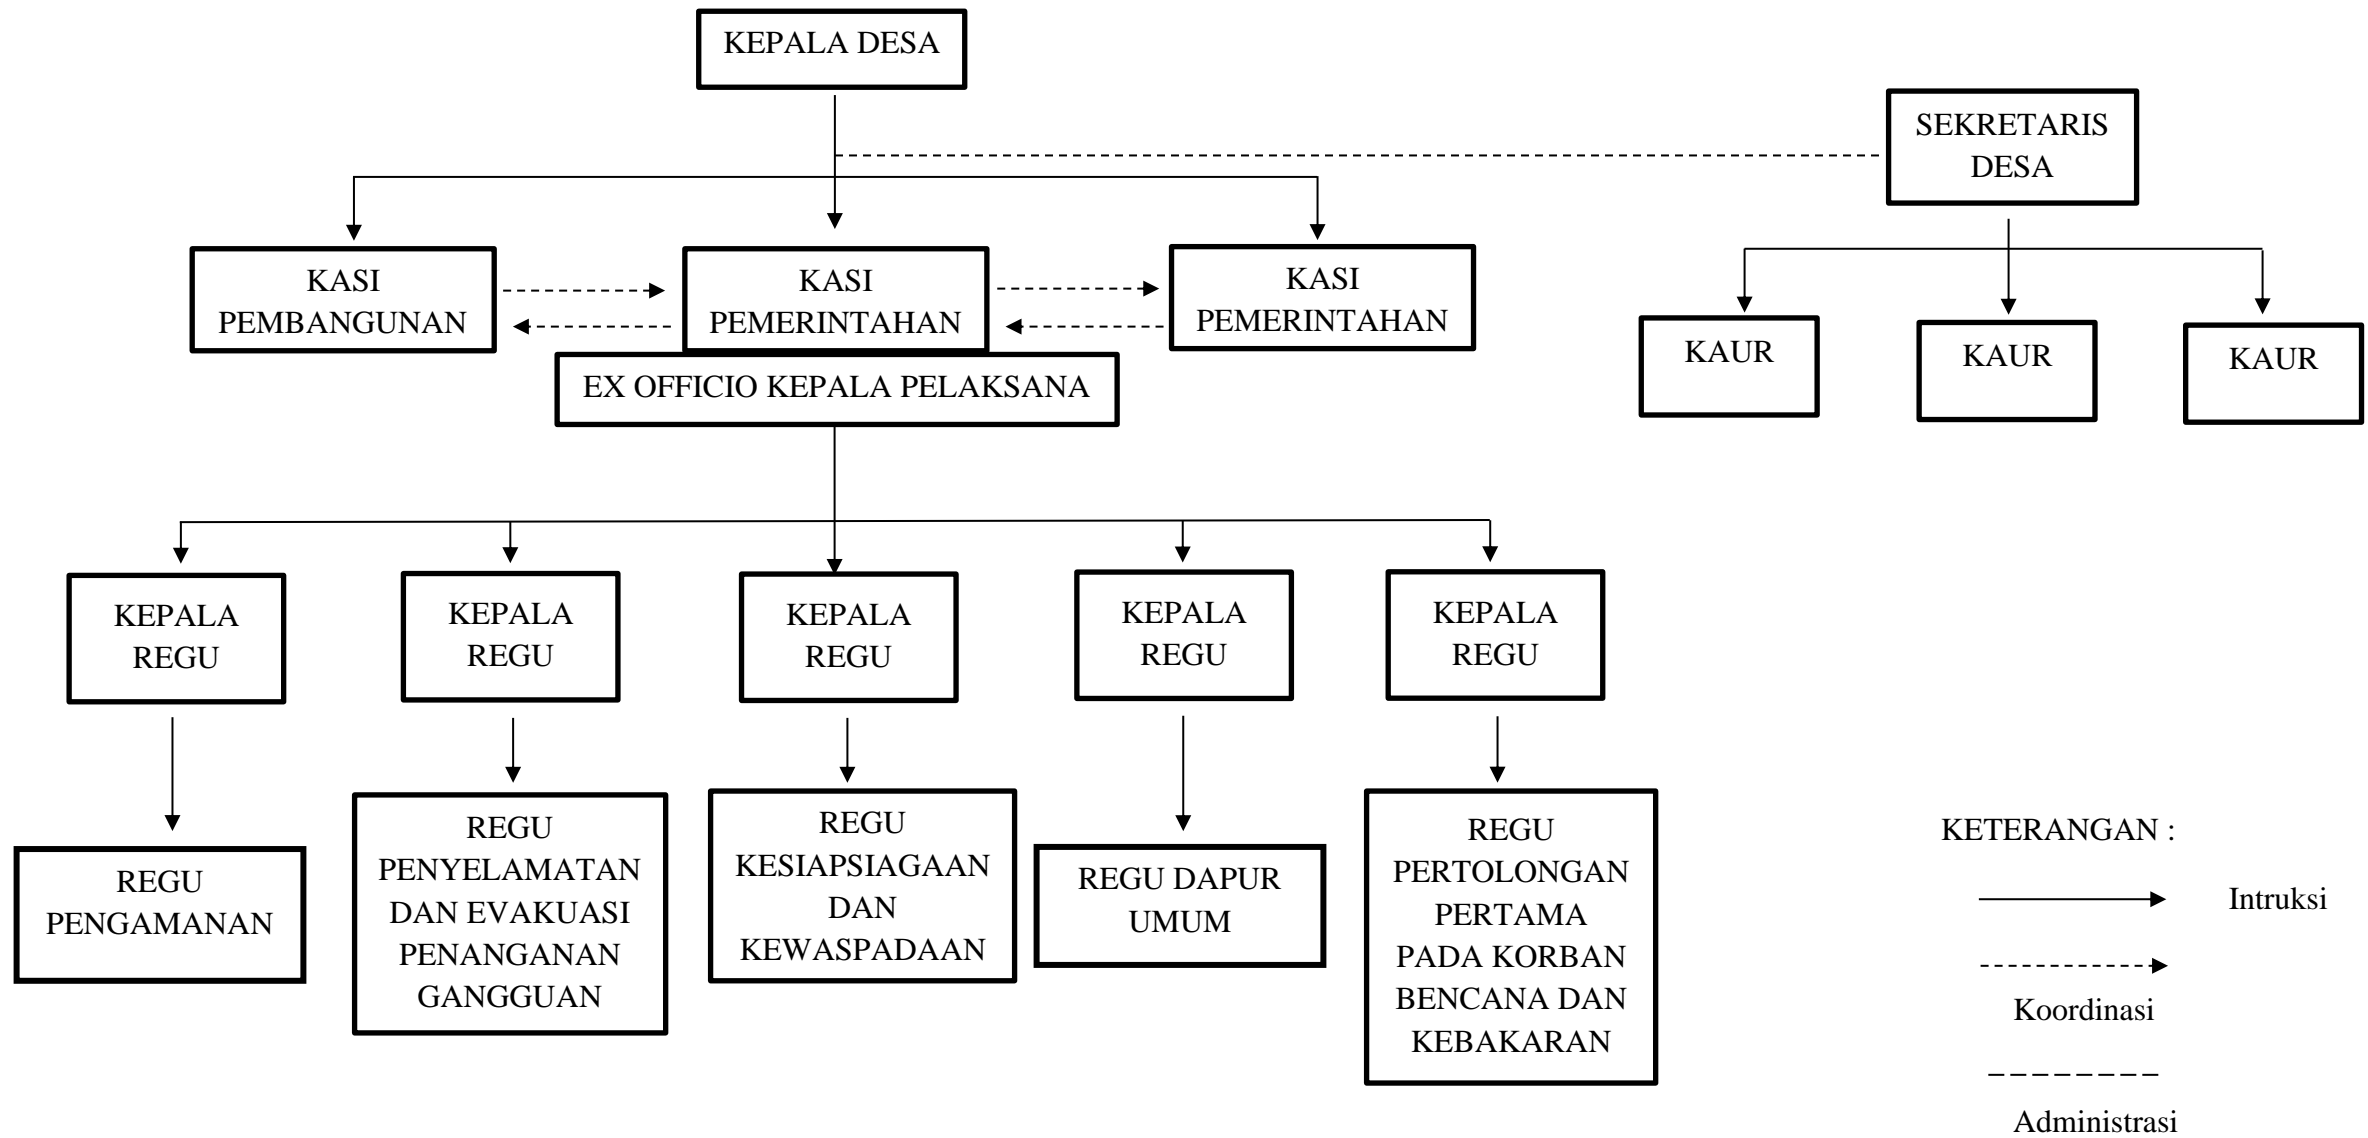 KEPALA DESA
SEKRETARIS
DESA
KASI
PEMBANGUNAN
KASI
PEMERINTAHAN
KASI
PEMERINTAHAN
EX OFFICIO KEPALA PELAKSANA
KAUR
KAUR
KAUR
KEPALA
REGU
KEPALA
REGU
KEPALA
REGU
KEPALA
REGU
KEPALA
REGU
REGU
PENGAMANAN
REGU
PENYELAMATAN
DAN EVAKUASI
PENANGANAN
GANGGUAN
REGU
KESIAPSIAGAAN
DAN
KEWASPADAAN
REGU DAPUR
UMUM
REGU
PERTOLONGAN
PERTAMA
PADA KORBAN
BENCANA DAN
KEBAKARAN
KETERANGAN :
Intruksi
Koordinasi
Administrasi